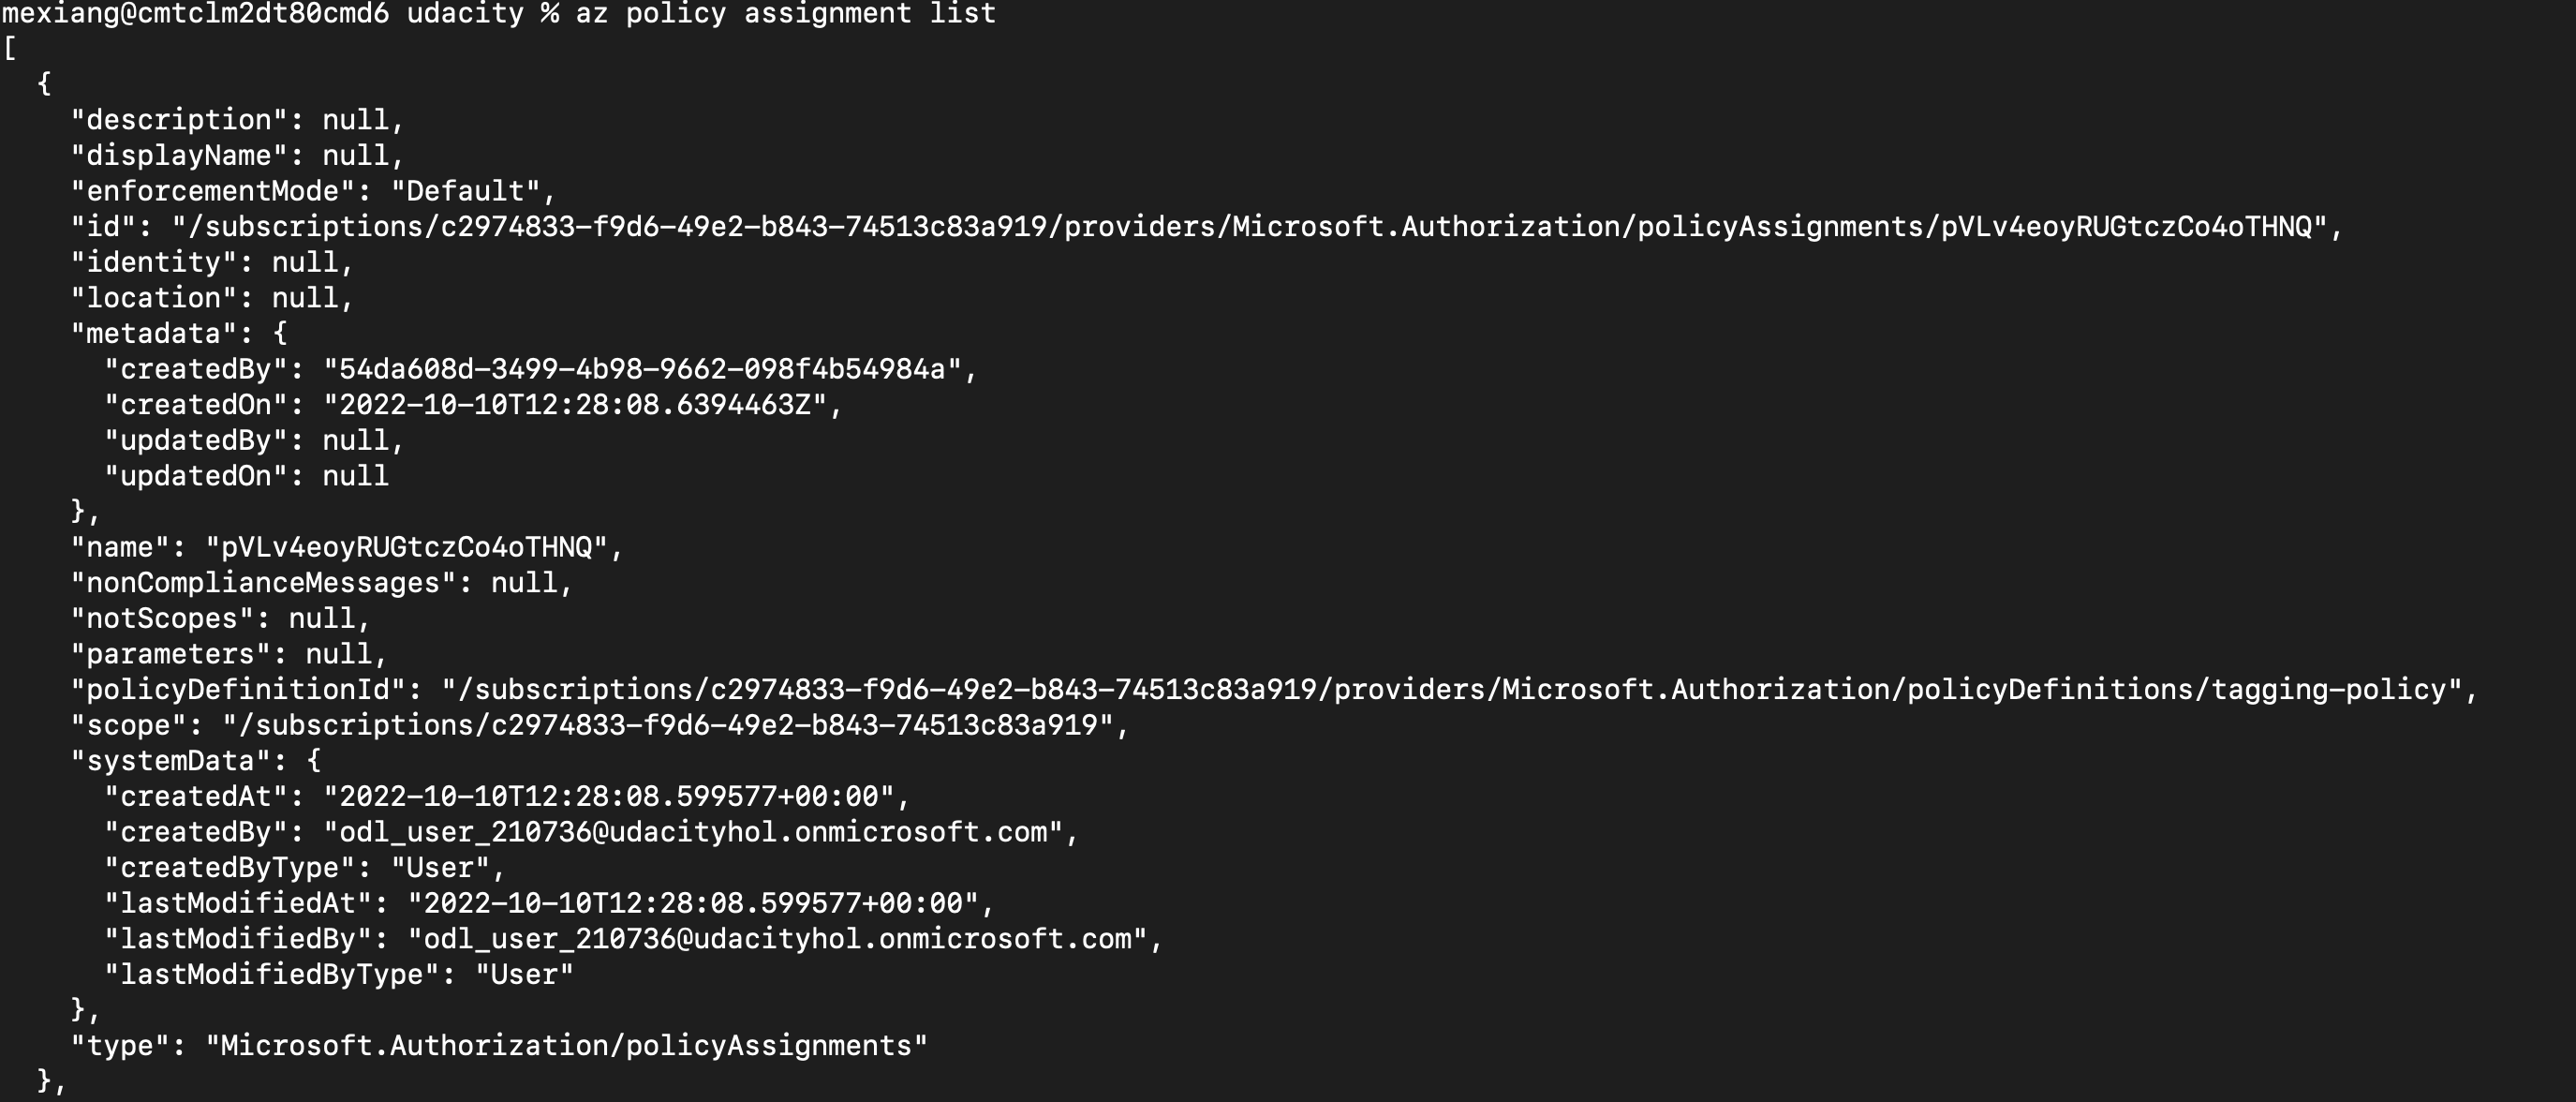 mexiang@cmtclm2dt80cmd6 udacity % az policy assignment list
[
  {
    "description": null,
    "displayName": null,
    "enforcementMode": "Default",
    "id": "/subscriptions/c2974833-f9d6-49e2-b843-74513c83a919/providers/Microsoft.Authorization/policyAssignments/pVLv4eoyRUGtczCo4oTHNQ",
    "identity": null,
    "location": null,
    "metadata": {
      "createdBy": "54da608d-3499-4b98-9662-098f4b54984a",
      "createdOn": "2022-10-10T12:28:08.6394463Z",
      "updatedBy": null,
      "updatedOn": null
    },
    "name": "pVLv4eoyRUGtczCo4oTHNQ",
    "nonComplianceMessages": null,
    "notScopes": null,
    "parameters": null,
    "policyDefinitionId": "/subscriptions/c2974833-f9d6-49e2-b843-74513c83a919/providers/Microsoft.Authorization/policyDefinitions/tagging-policy",
    "scope": "/subscriptions/c2974833-f9d6-49e2-b843-74513c83a919",
    "systemData": {
      "createdAt": "2022-10-10T12:28:08.599577+00:00",
      "createdBy": "odl_user_210736@udacityhol.onmicrosoft.com",
      "createdByType": "User",
      "lastModifiedAt": "2022-10-10T12:28:08.599577+00:00",
      "lastModifiedBy": "odl_user_210736@udacityhol.onmicrosoft.com",
      "lastModifiedByType": "User"
    },
    "type": "Microsoft.Authorization/policyAssignments"
  },